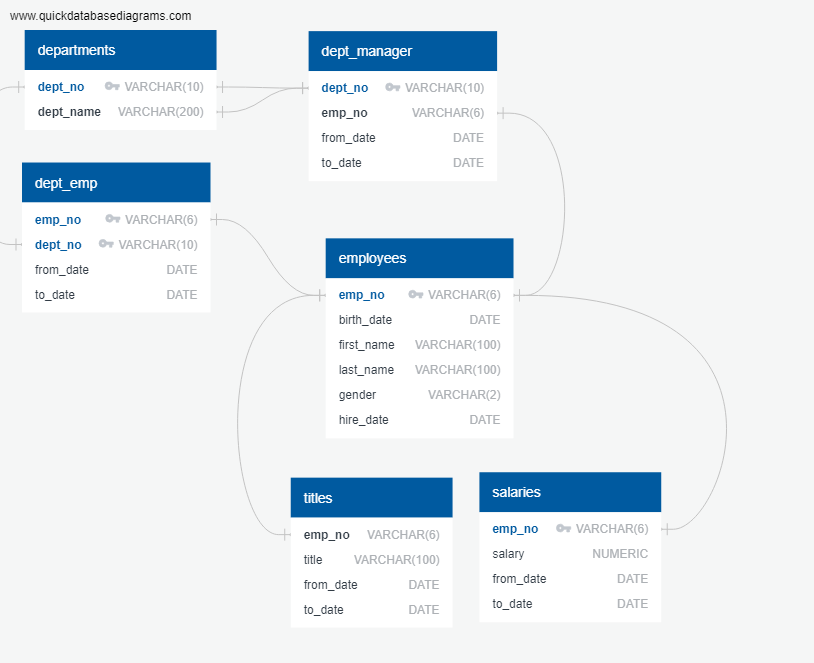 www.quickdatabasediagrams.com
departments
dept_no VARCHAR(10)
dept_name VARCHAR(200)
dept_manager
dept_no VARCHAR(10)
emp_no VARCHAR(6)
from_date DATE
to_date DATE
dept_emp
emp_no VARCHAR(6)
dept_no VARCHAR(10)
from_date DATE
to_date DATE
employees
emp_no VARCHAR(6)
birth_date DATE
first_name VARCHAR(100)
last_name VARCHAR(100)
gender VARCHAR(2)
hire_date DATE
titles
emp_no VARCHAR(6)
title VARCHAR(100)
from_date DATE
to_date DATE
salaries
emp_no VARCHAR(6)
salary NUMERIC
from_date DATE
to_date DATE